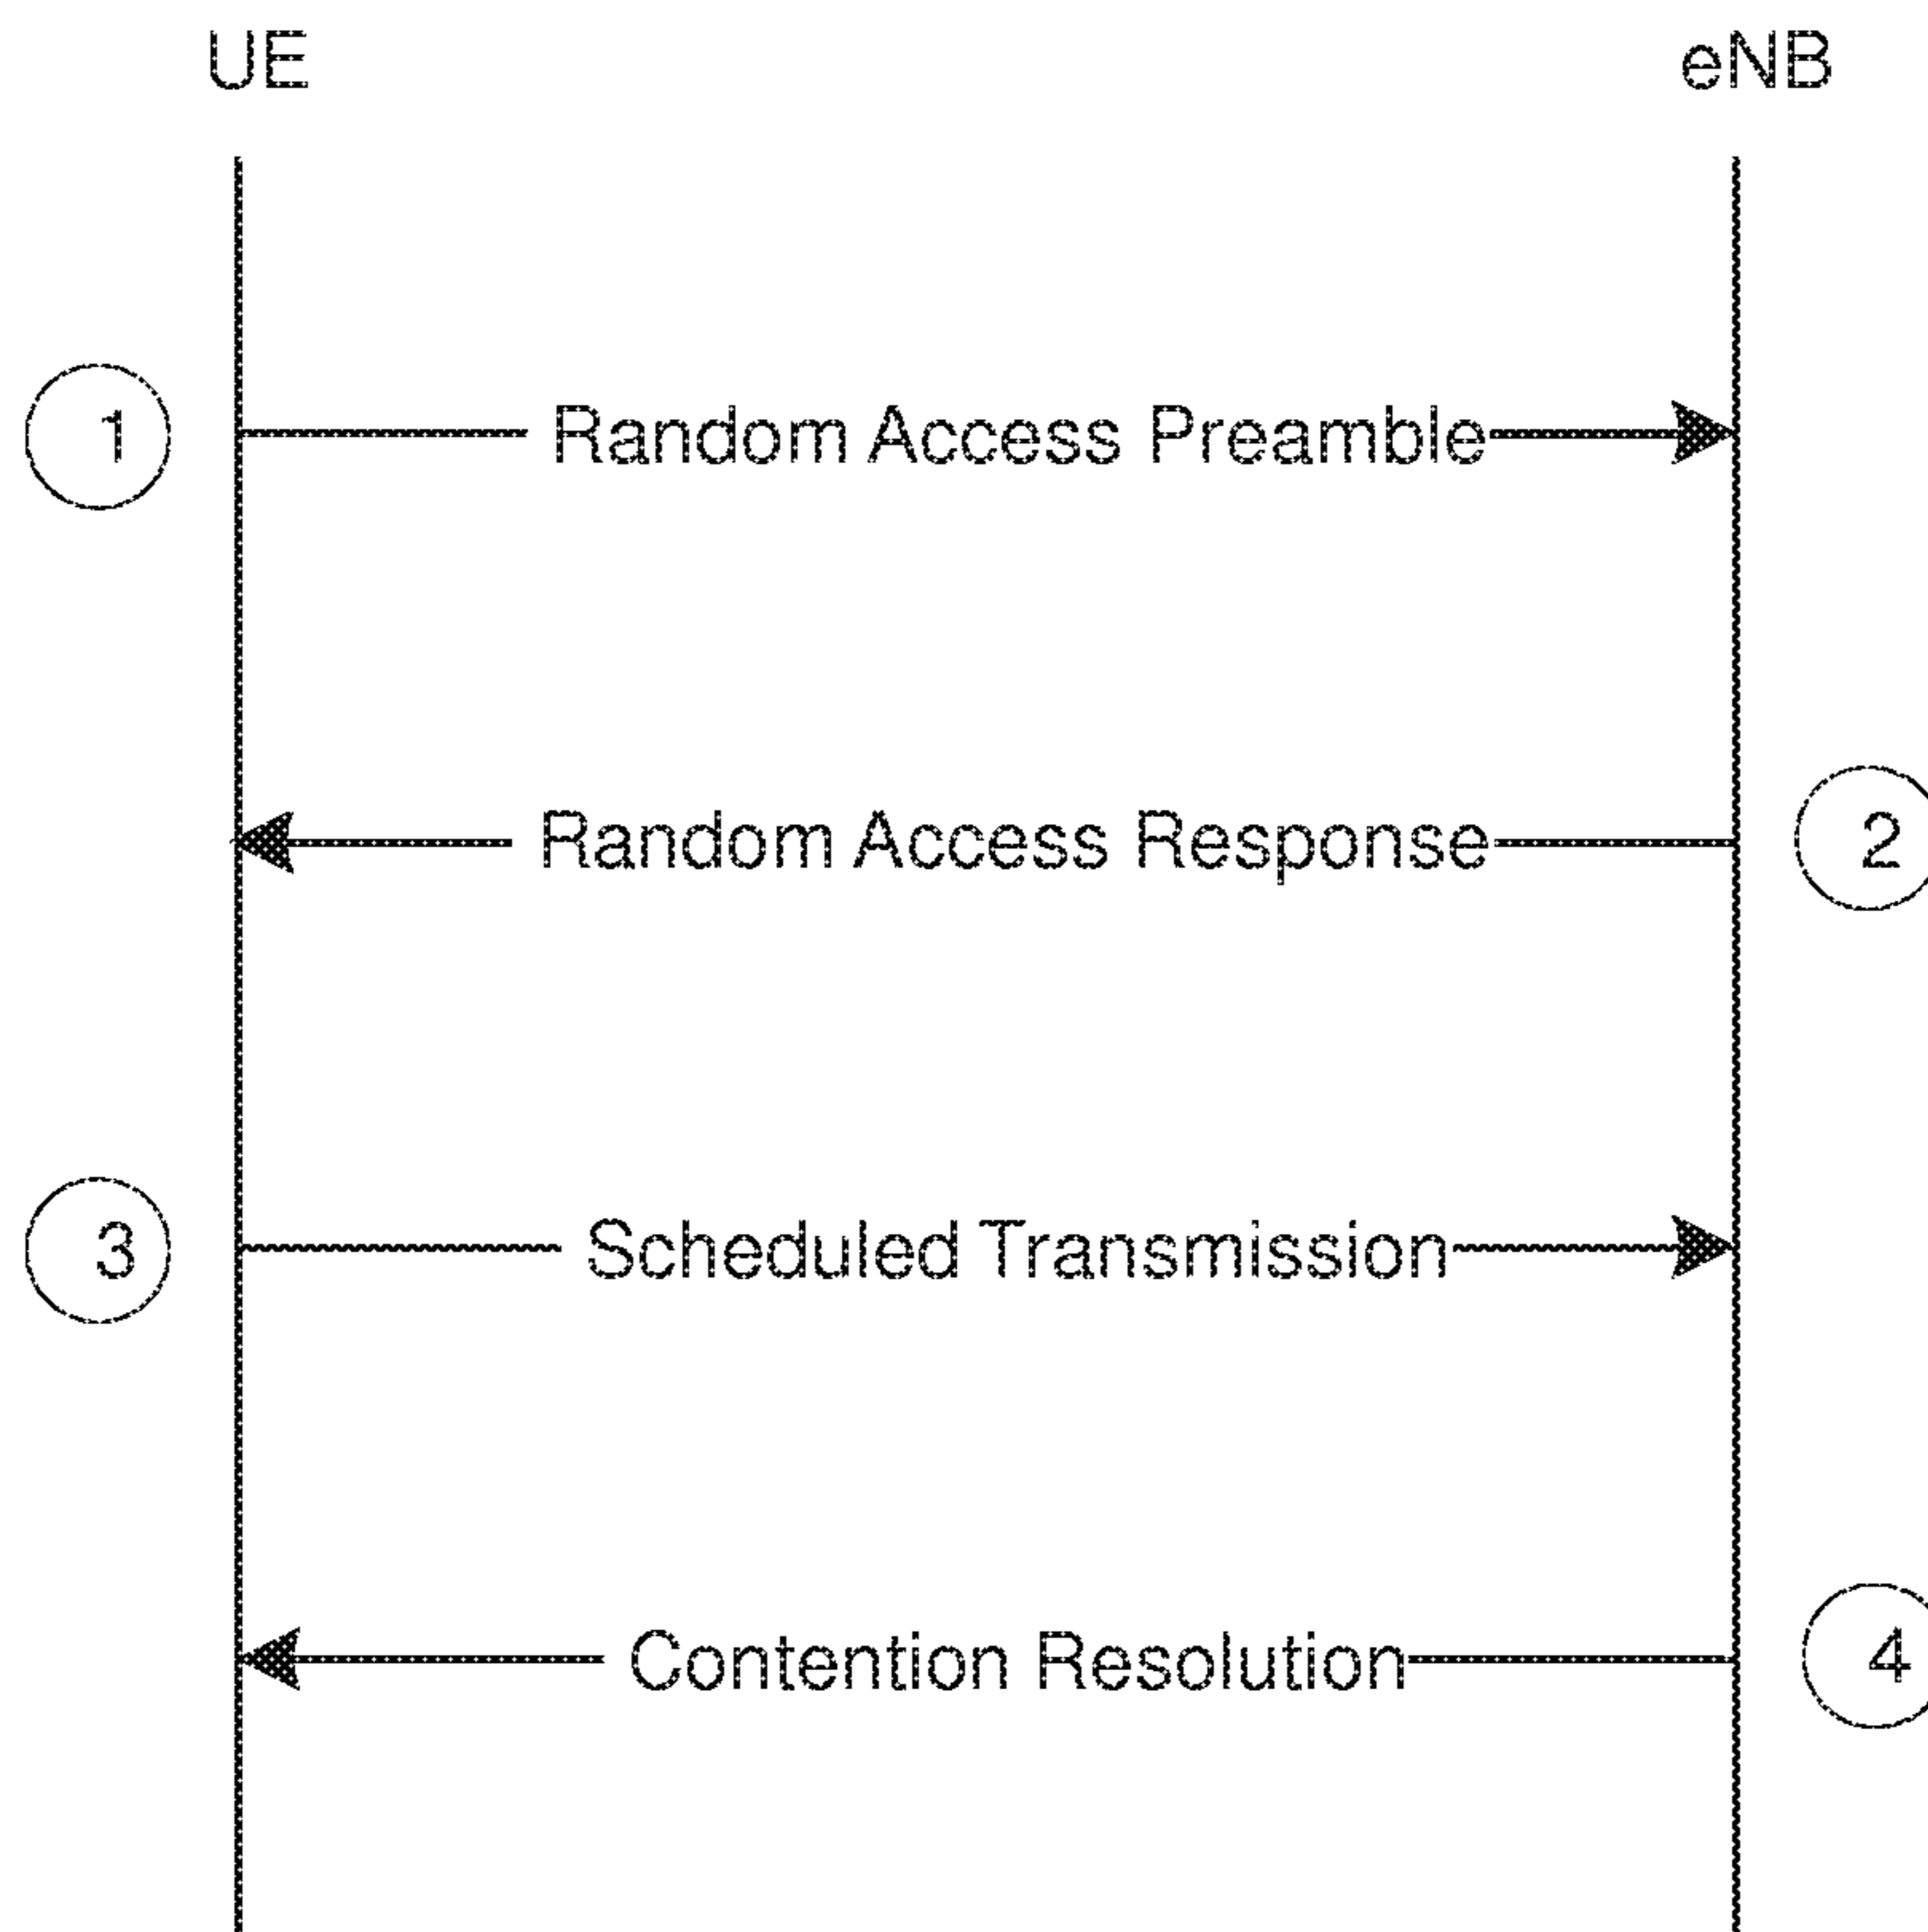 UE eNB
1 Random Access Preamble
Random Access Response 2
3 Scheduled Transmission
Contention Resolution 4